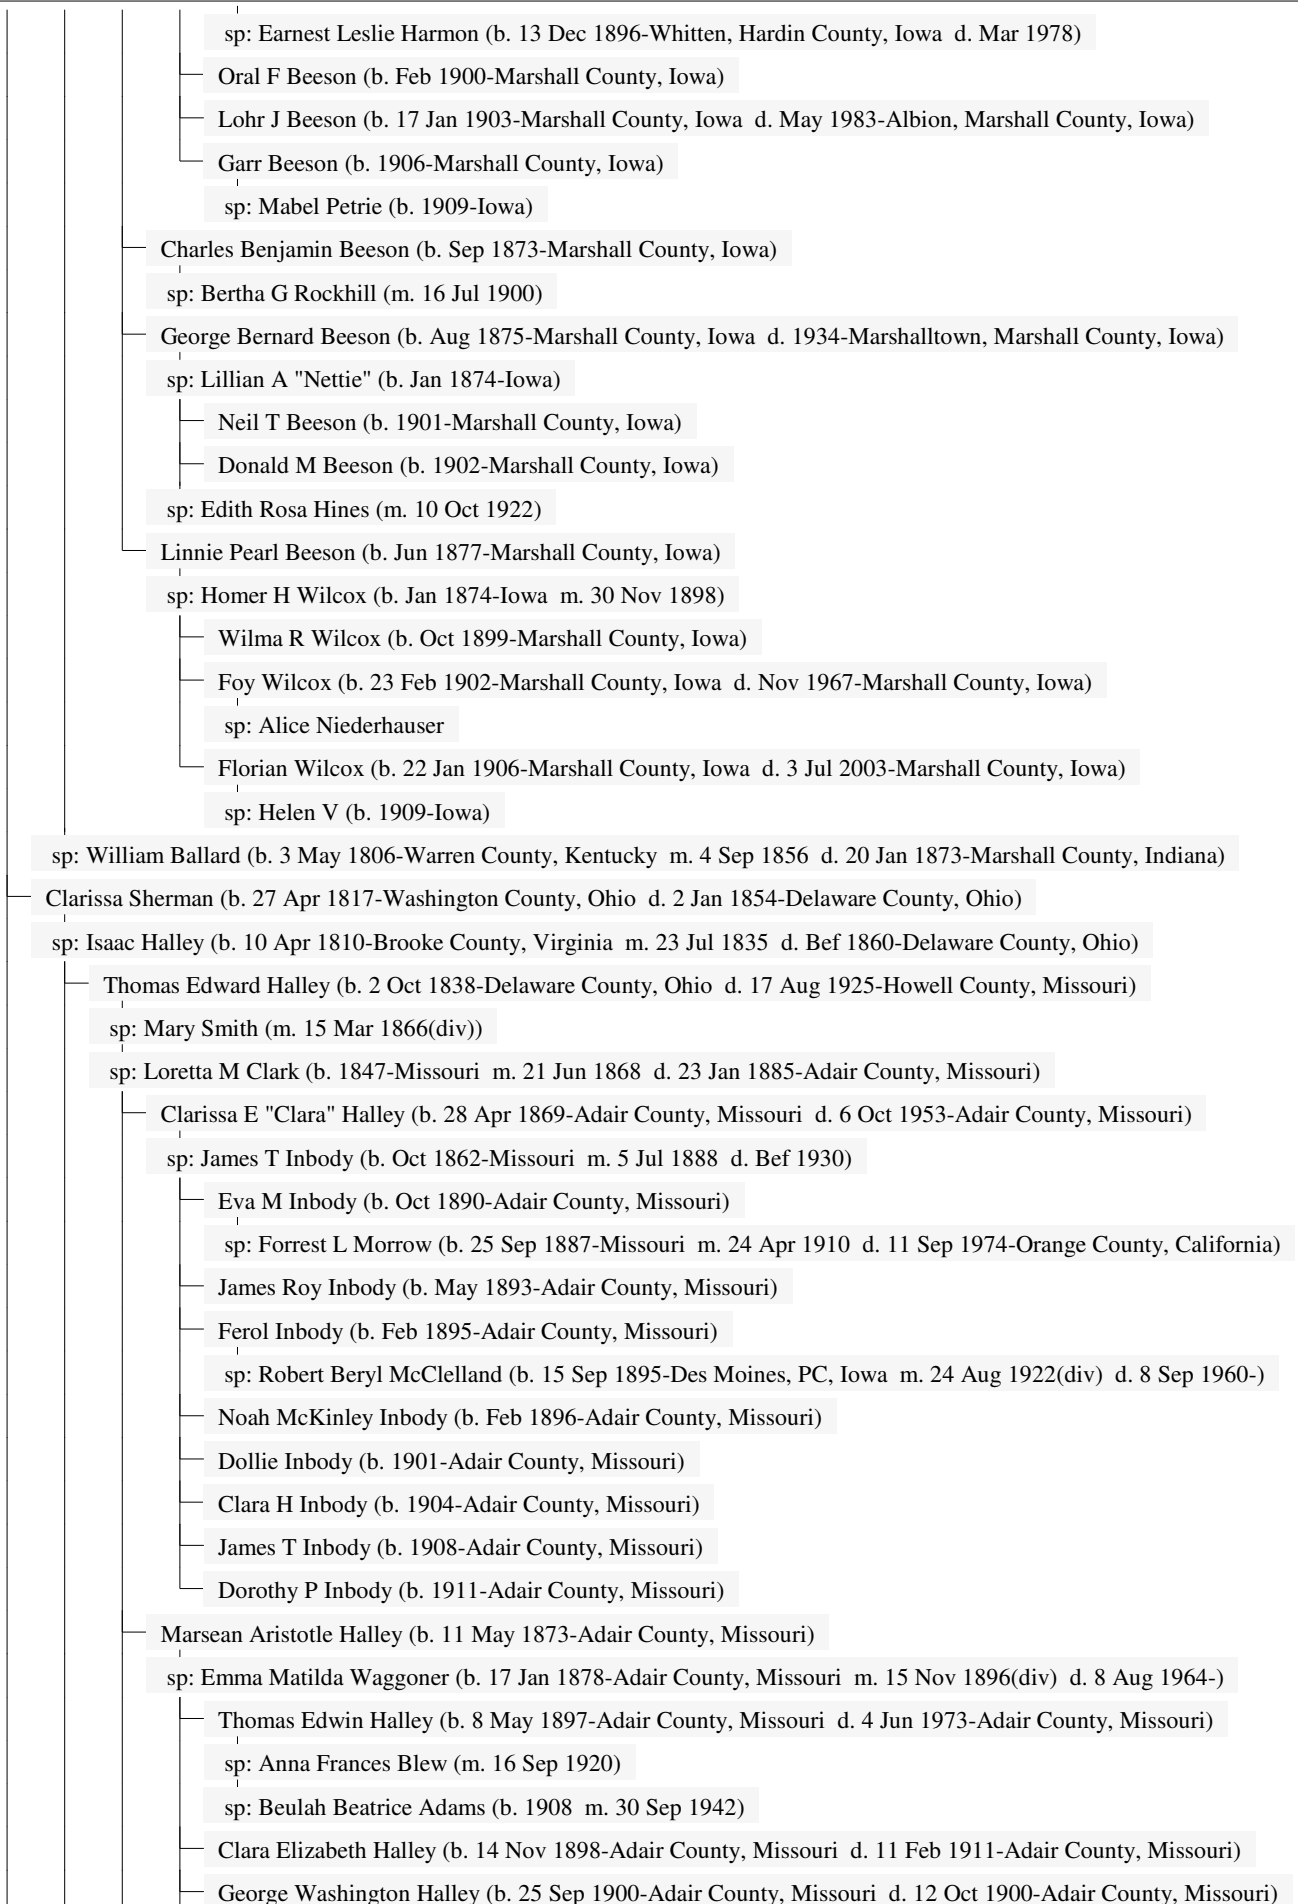 sp: Earnest Leslie Harmon (b. 13 Dec 1896-Whitten, Hardin County, Iowa d. Mar 1978)
Oral F Beeson (b. Feb 1900-Marshall County, Iowa)
Lohr J Beeson (b. 17 Jan 1903-Marshall County, Iowa d. May 1983-Albion, Marshall County, Iowa)
Garr Beeson (b. 1906-Marshall County, Iowa)
sp: Mabel Petrie (b. 1909-Iowa)
Charles Benjamin Beeson (b. Sep 1873-Marshall County, Iowa)
sp: Bertha G Rockhill (m. 16 Jul 1900)
George Bernard Beeson (b. Aug 1875-Marshall County, Iowa d. 1934-Marshalltown, Marshall County, Iowa)
sp: Lillian A "Nettie" (b. Jan 1874-Iowa)
Neil T Beeson (b. 1901-Marshall County, Iowa)
Donald M Beeson (b. 1902-Marshall County, Iowa)
sp: Edith Rosa Hines (m. 10 Oct 1922)
Linnie Pearl Beeson (b. Jun 1877-Marshall County, Iowa)
sp: Homer H Wilcox (b. Jan 1874-Iowa m. 30 Nov 1898)
Wilma R Wilcox (b. Oct 1899-Marshall County, Iowa)
Foy Wilcox (b. 23 Feb 1902-Marshall County, Iowa d. Nov 1967-Marshall County, Iowa)
sp: Alice Niederhauser
Florian Wilcox (b. 22 Jan 1906-Marshall County, Iowa d. 3 Jul 2003-Marshall County, Iowa)
sp: Helen V (b. 1909-Iowa)
sp: William Ballard (b. 3 May 1806-Warren County, Kentucky m. 4 Sep 1856 d. 20 Jan 1873-Marshall County, Indiana)
Clarissa Sherman (b. 27 Apr 1817-Washington County, Ohio d. 2 Jan 1854-Delaware County, Ohio)
sp: Isaac Halley (b. 10 Apr 1810-Brooke County, Virginia m. 23 Jul 1835 d. Bef 1860-Delaware County, Ohio)
Thomas Edward Halley (b. 2 Oct 1838-Delaware County, Ohio d. 17 Aug 1925-Howell County, Missouri)
sp: Mary Smith (m. 15 Mar 1866(div))
sp: Loretta M Clark (b. 1847-Missouri m. 21 Jun 1868 d. 23 Jan 1885-Adair County, Missouri)
Clarissa E "Clara" Halley (b. 28 Apr 1869-Adair County, Missouri d. 6 Oct 1953-Adair County, Missouri)
sp: James T Inbody (b. Oct 1862-Missouri m. 5 Jul 1888 d. Bef 1930)
Eva M Inbody (b. Oct 1890-Adair County, Missouri)
sp: Forrest L Morrow (b. 25 Sep 1887-Missouri m. 24 Apr 1910 d. 11 Sep 1974-Orange County, California)
James Roy Inbody (b. May 1893-Adair County, Missouri)
Ferol Inbody (b. Feb 1895-Adair County, Missouri)
sp: Robert Beryl McClelland (b. 15 Sep 1895-Des Moines, PC, Iowa m. 24 Aug 1922(div) d. 8 Sep 1960-)
Noah McKinley Inbody (b. Feb 1896-Adair County, Missouri)
Dollie Inbody (b. 1901-Adair County, Missouri)
Clara H Inbody (b. 1904-Adair County, Missouri)
James T Inbody (b. 1908-Adair County, Missouri)
Dorothy P Inbody (b. 1911-Adair County, Missouri)
Marsean Aristotle Halley (b. 11 May 1873-Adair County, Missouri)
sp: Emma Matilda Waggoner (b. 17 Jan 1878-Adair County, Missouri m. 15 Nov 1896(div) d. 8 Aug 1964-)
Thomas Edwin Halley (b. 8 May 1897-Adair County, Missouri d. 4 Jun 1973-Adair County, Missouri)
sp: Anna Frances Blew (m. 16 Sep 1920)
sp: Beulah Beatrice Adams (b. 1908 m. 30 Sep 1942)
Clara Elizabeth Halley (b. 14 Nov 1898-Adair County, Missouri d. 11 Feb 1911-Adair County, Missouri)
George Washington Halley (b. 25 Sep 1900-Adair County, Missouri d. 12 Oct 1900-Adair County, Missouri)